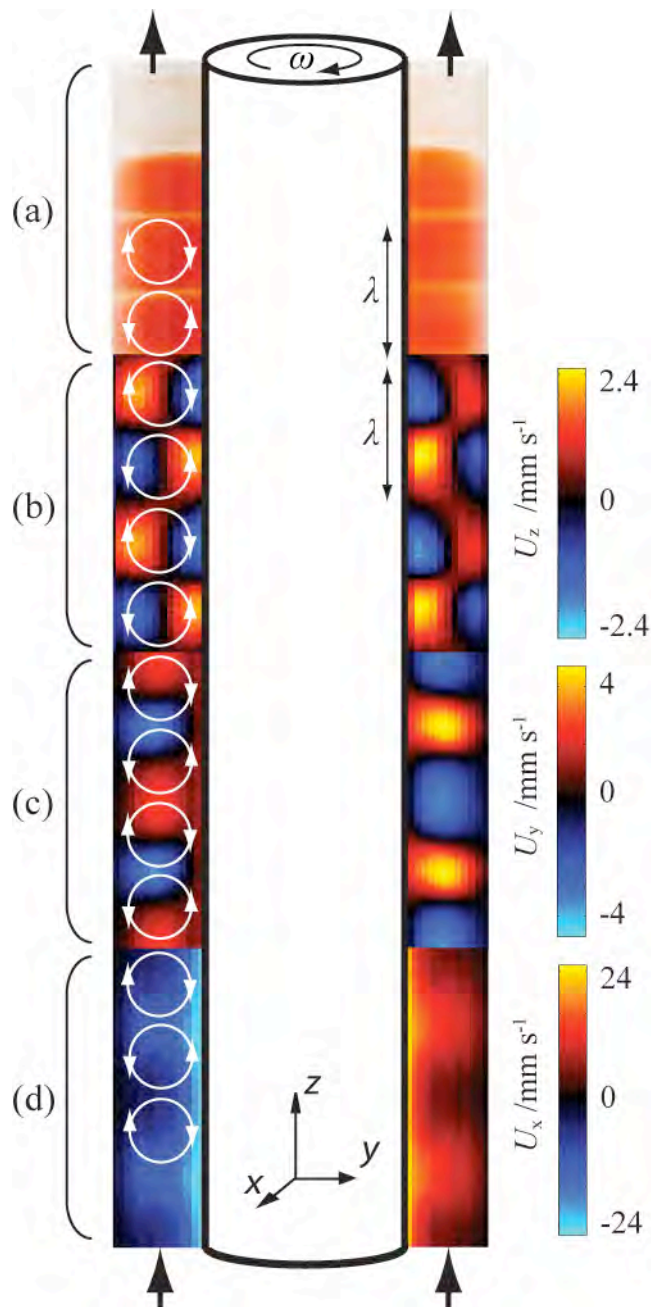 ω
(a)
λ
λ
(b)
2.4
0
-2.4
U_z /mm s⁻¹
(c)
4
0
-4
U_y /mm s⁻¹
(d)
24
0
-24
U_x /mm s⁻¹
z
y
x